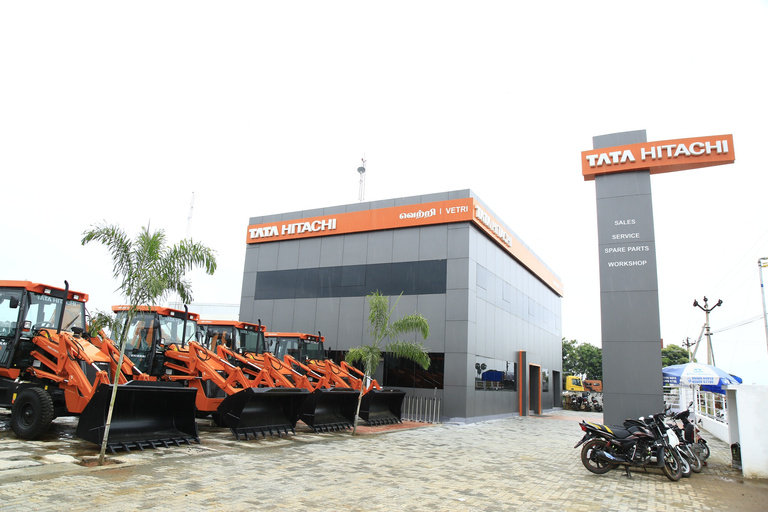 TATA HITACHI
வெற்றி | VETRI
TATA HITACHI
TATA HITACHI
SALES
SERVICE
SPARE PARTS
WORKSHOP